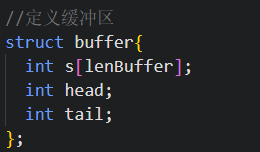 //定义缓冲区
struct buffer{
  int s[lenBuffer];
  int head;
  int tail;
};